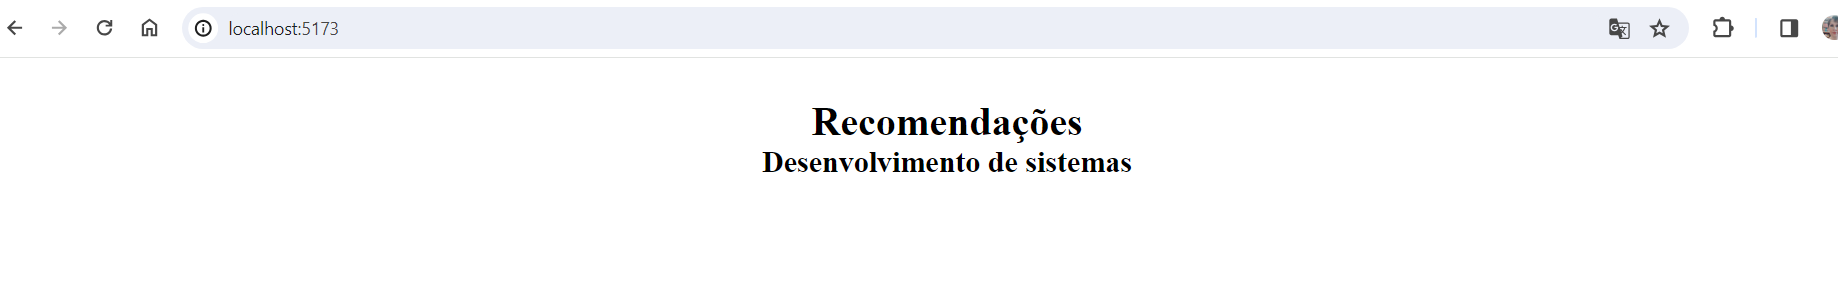 localhost:5173
Recomendações
Desenvolvimento de sistemas